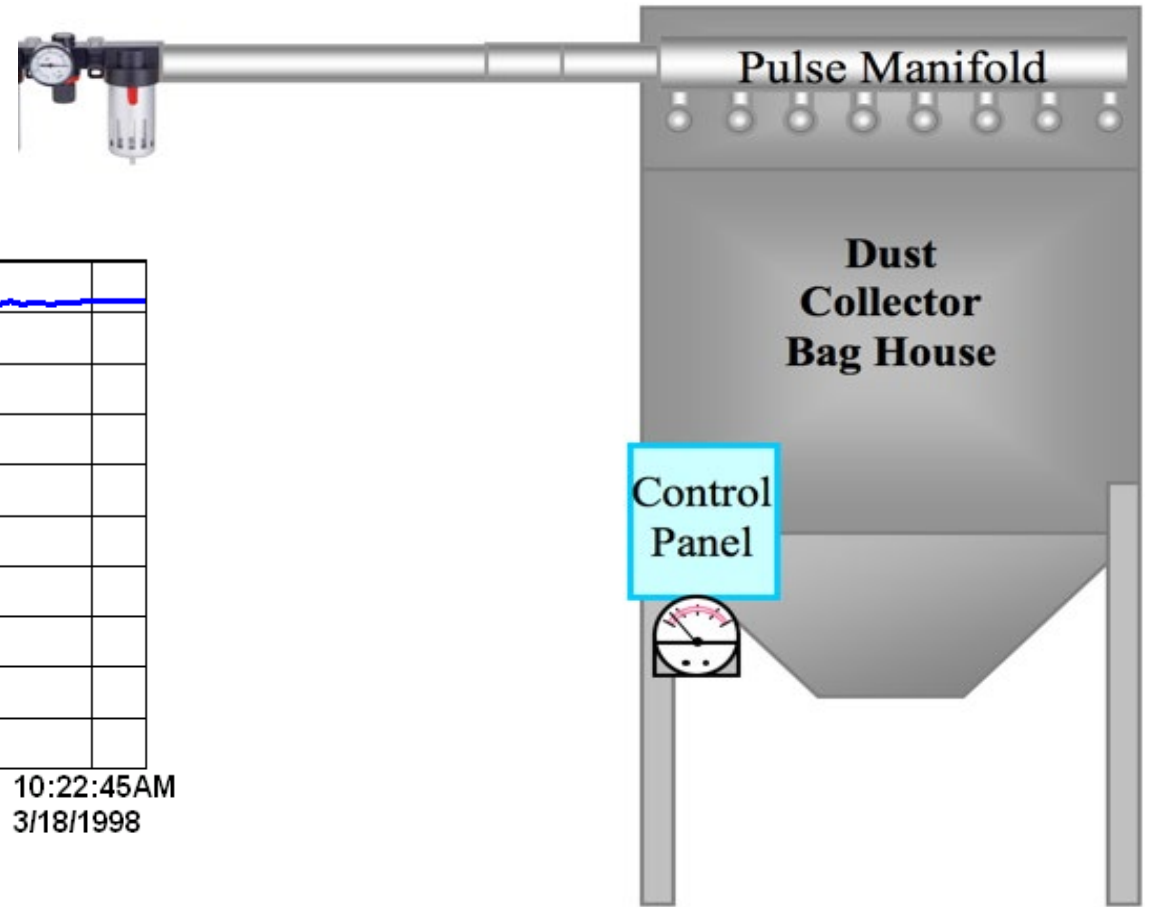 Pulse Manifold
Dust
Collector
Bag House
Control
Panel
10:22:45AM
3/18/1998